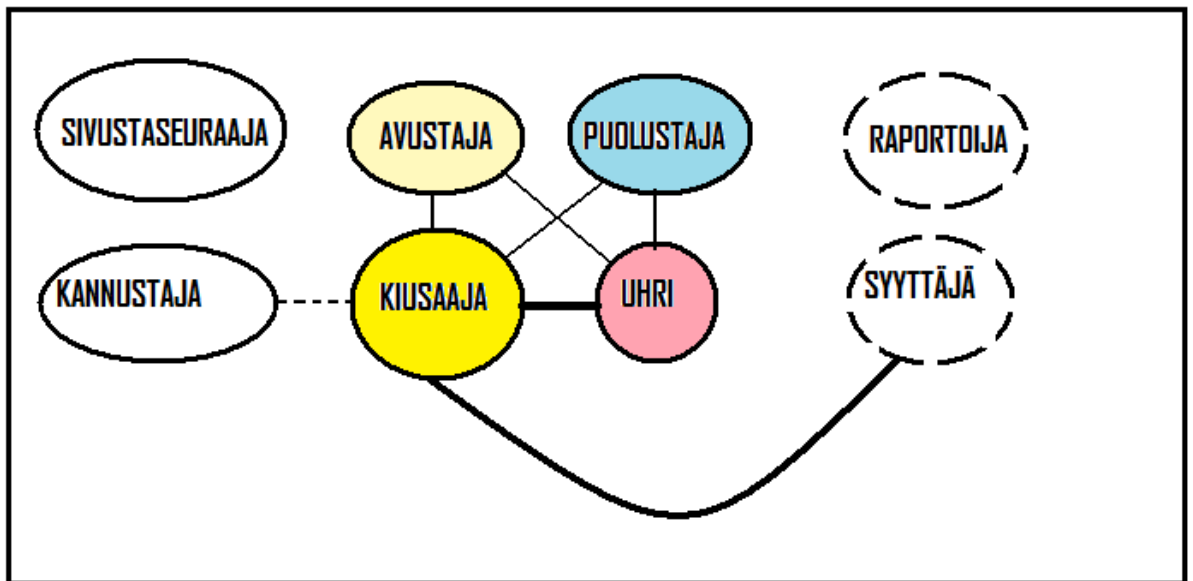 SIVUSTASEURAAJA
AVUSTAJA
PUOLUSTAJA
RAPORTOIJA
KANNUSTAJA
KIUSAAJA
UHRI
SYYTTÄJÄ